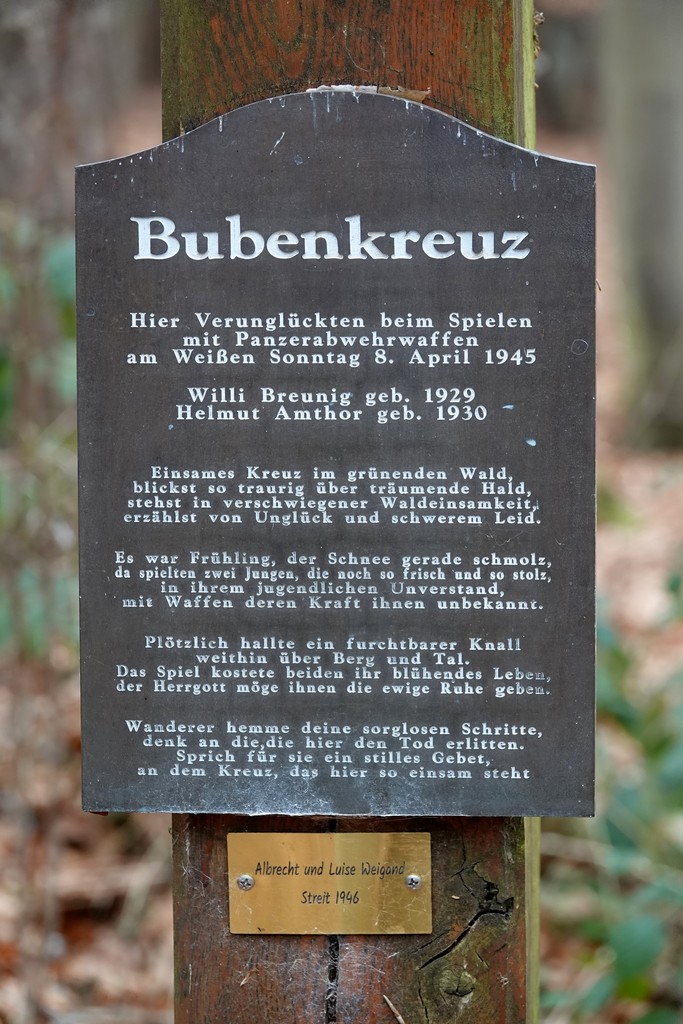 Bubenkreuz
Hier Verunglückten beim Spielen
mit Panzerabwehrwaffen
am Weißen Sonntag 8. April 1945
Willi Breunig geb. 1929
Helmut Amthor geb. 1930
Einsames Kreuz im grünenden Wald,
blickst so traurig über träumende Hald,
stehst in verschwiegener Waldeinsamkeit,
erzählst von Unglück und schwerem Leid.
Es war Frühling, der Schnee gerade schmolz,
da spielten zwei Jungen, die noch so frisch und so stolz,
in ihrem jugendlichen Unverstand,
mit Waffen deren Kraft ihnen unbekannt.
Plötzlich hallte ein furchtbarer Knall
weithin über Berg und Tal.
Das Spiel kostete beiden ihr blühendes Leben,
der Herrgott möge ihnen die ewige Ruhe geben.
Wanderer hemme deine sorglosen Schritte,
denk an die,die hier den Tod erlitten.
Sprich für sie ein stilles Gebet,
an dem Kreuz, das hier so einsam steht
Albrecht und Luise Weigand
Streit 1946